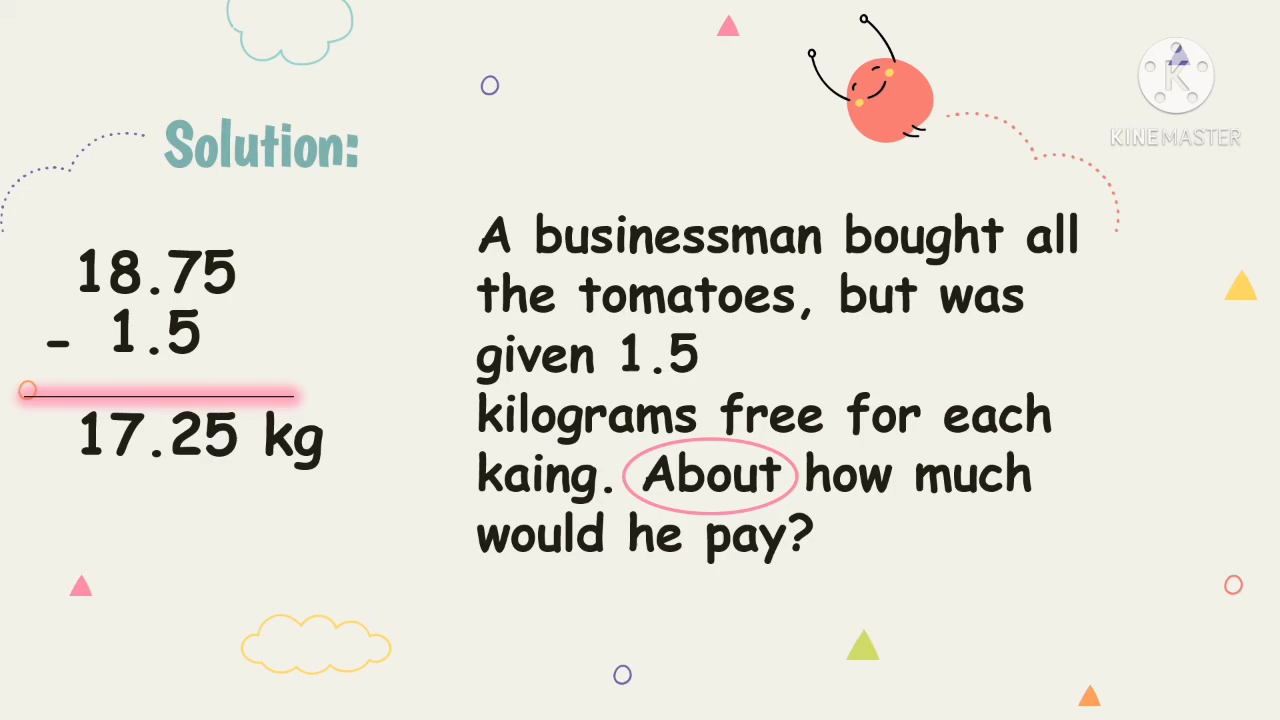 K
KINEMASTER
Solution:
18.75
- 1.5
17.25 kg
A businessman bought all
the tomatoes, but was
given 1.5
kilograms free for each
kaing. About how much
would he pay?